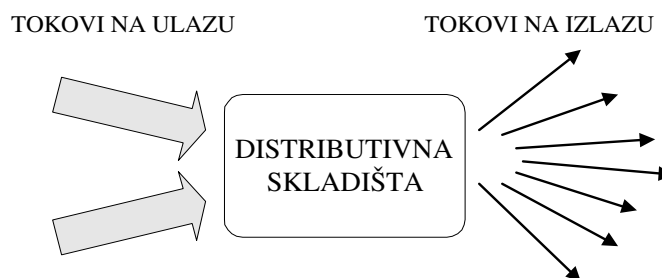 TOKOVI NA ULAZU
TOKOVI NA IZLAZU
DISTRIBUTIVNA
SKLADIŠTA